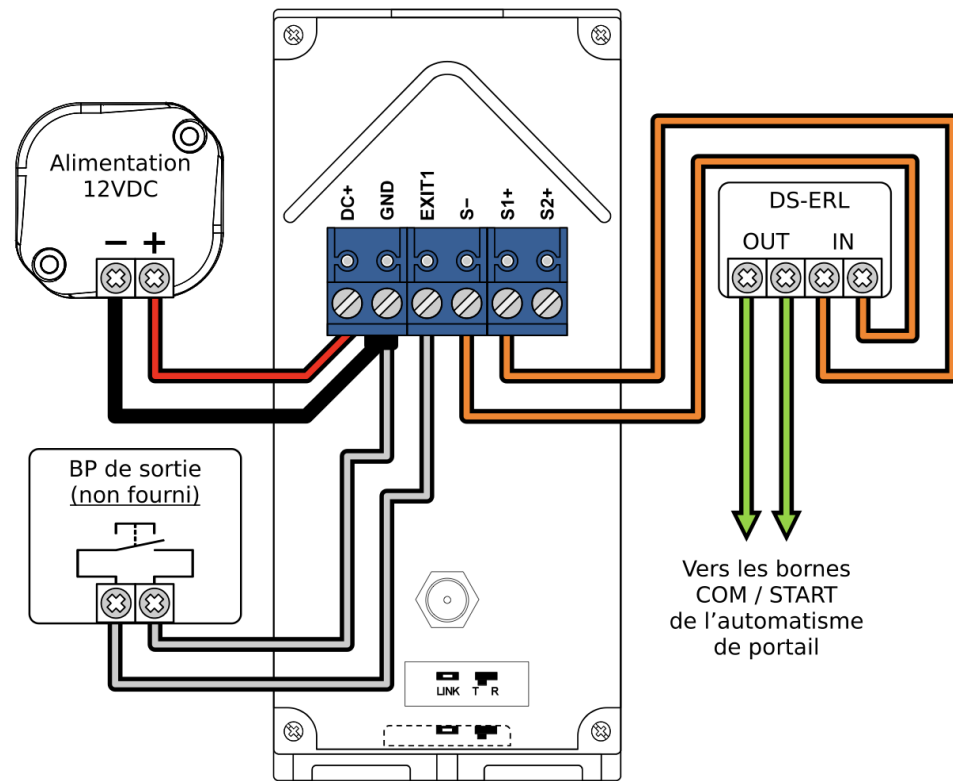 Alimentation
12VDC
− +
DC+
GND
EXIT1
S−
S1+
S2+
DS-ERL
OUT IN
BP de sortie
(non fourni)
Vers les bornes
COM / START
de l’automatisme
de portail
LINK T R